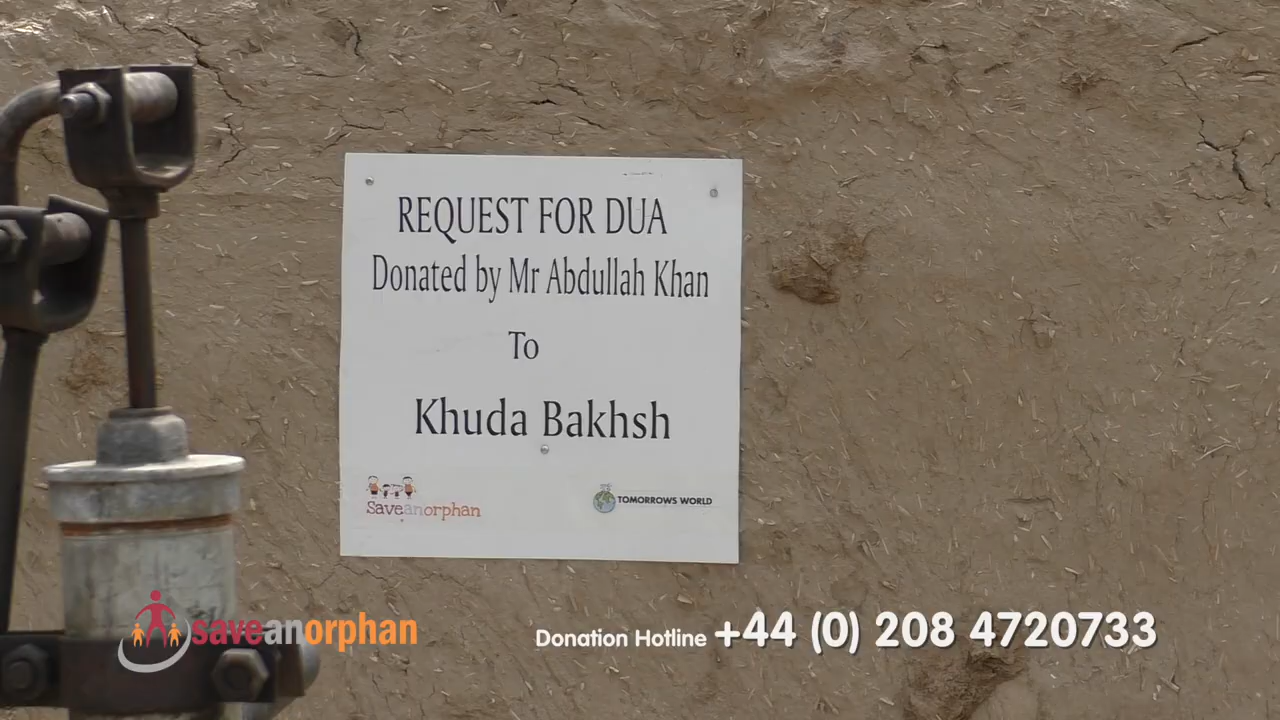 REQUEST FOR DUA
Donated by Mr Abdullah Khan
To
Khuda Bakhsh
Saveanorphan
TOMORROWS WORLD
saveanorphan
Donation Hotline +44 (0) 208 4720733